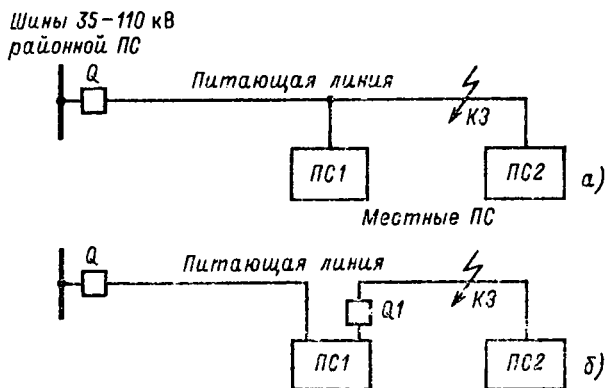 Шины 35-110 кВ
районной ПС
Q
Питающая линия
КЗ
ПС1
ПС2
а)
Местные ПС
Q
Питающая линия
Q1
КЗ
ПС1
ПС2
б)